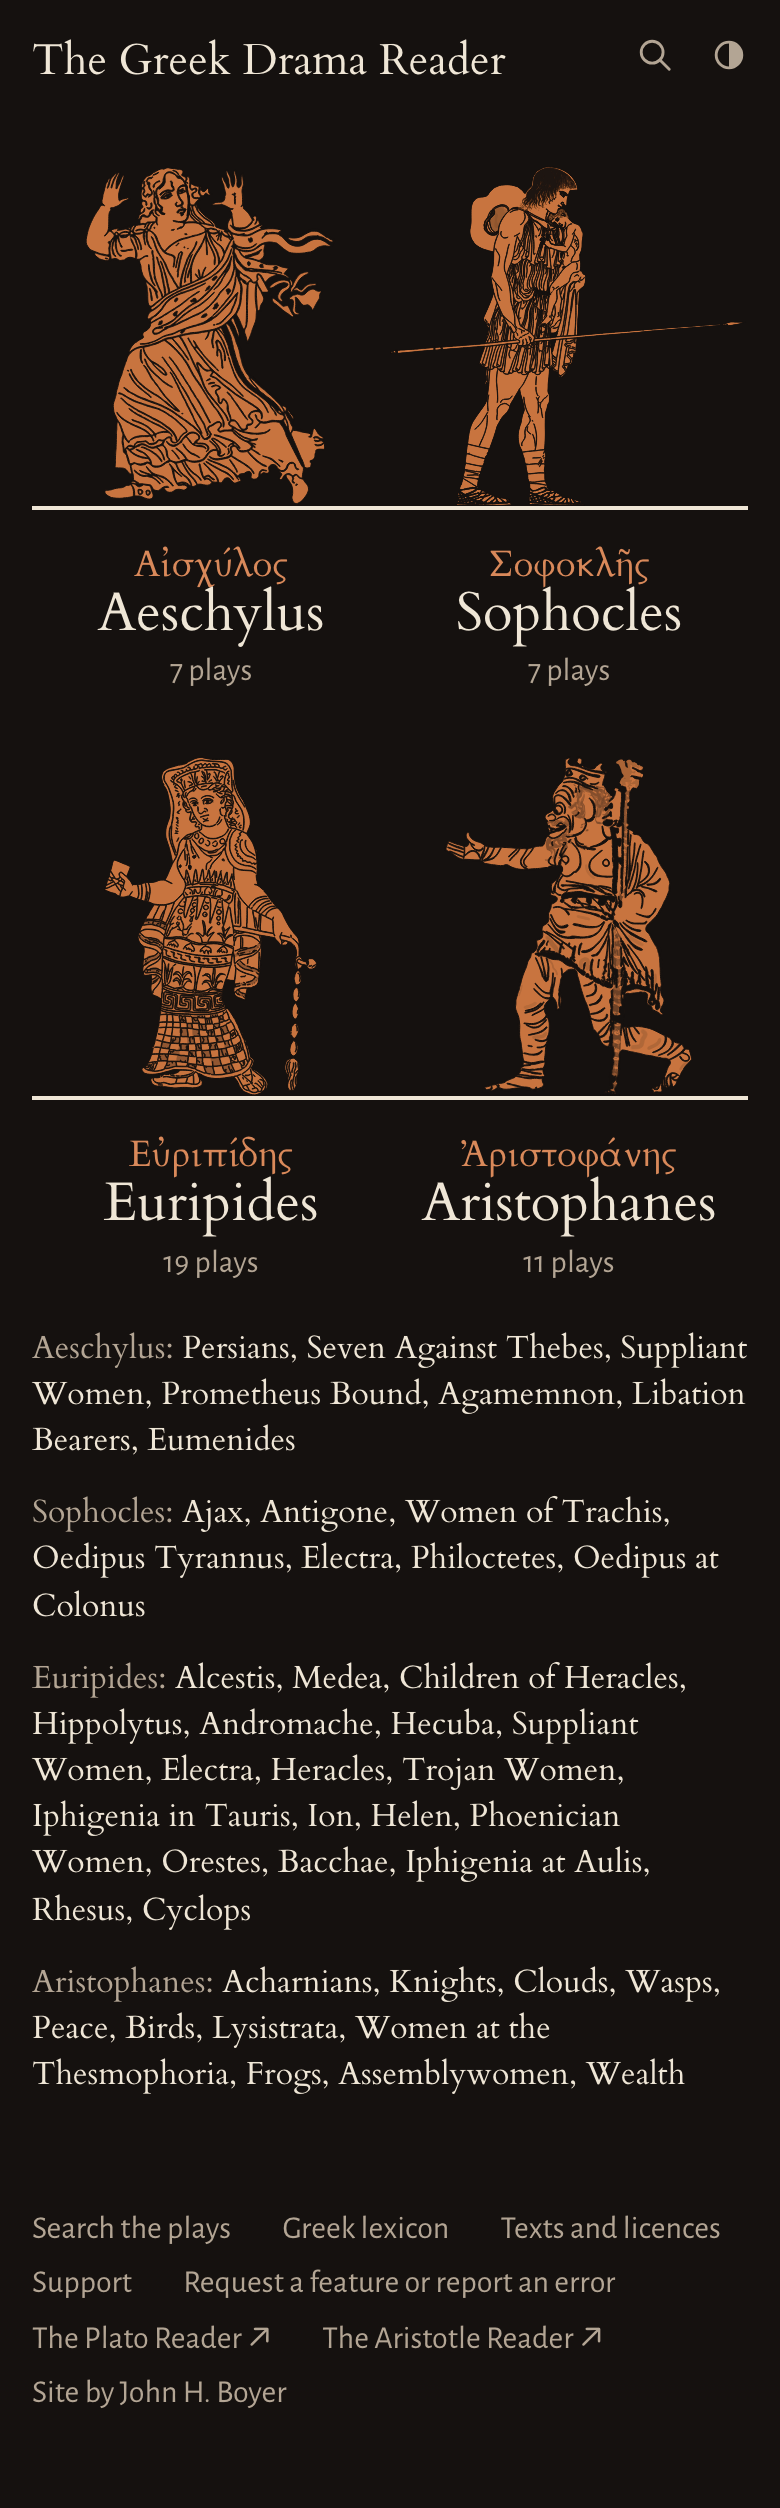 The Greek Drama Reader
Αἰσχύλος
Aeschylus
7 plays
Σοφοκλῆς
Sophocles
7 plays
Εὐριπίδης
Euripides
19 plays
Ἀριστοφάνης
Aristophanes
11 plays
Aeschylus: Persians, Seven Against Thebes, Suppliant
Women, Prometheus Bound, Agamemnon, Libation
Bearers, Eumenides
Sophocles: Ajax, Antigone, Women of Trachis,
Oedipus Tyrannus, Electra, Philoctetes, Oedipus at
Colonus
Euripides: Alcestis, Medea, Children of Heracles,
Hippolytus, Andromache, Hecuba, Suppliant
Women, Electra, Heracles, Trojan Women,
Iphigenia in Tauris, Ion, Helen, Phoenician
Women, Orestes, Bacchae, Iphigenia at Aulis,
Rhesus, Cyclops
Aristophanes: Acharnians, Knights, Clouds, Wasps,
Peace, Birds, Lysistrata, Women at the
Thesmophoria, Frogs, Assemblywomen, Wealth
Search the plays Greek lexicon Texts and licences
Support Request a feature or report an error
The Plato Reader ↗ The Aristotle Reader ↗
Site by John H. Boyer